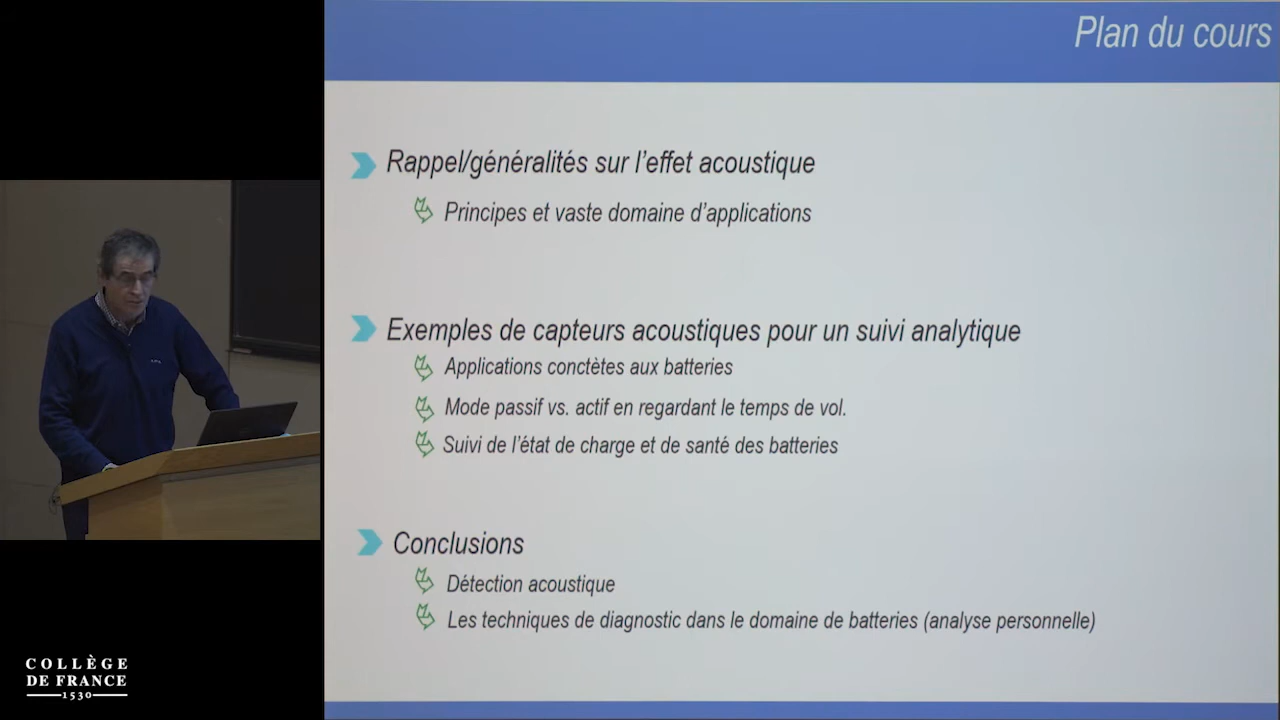 Plan du cours
Rappel/généralités sur l'effet acoustique
Principes et vaste domaine d'applications
Exemples de capteurs acoustiques pour un suivi analytique
Applications conctètes aux batteries
Mode passif vs. actif en regardant le temps de vol.
Suivi de l'état de charge et de santé des batteries
Conclusions
Détection acoustique
Les techniques de diagnostic dans le domaine de batteries (analyse personnelle)
COLLÈGE
DE FRANCE
1530